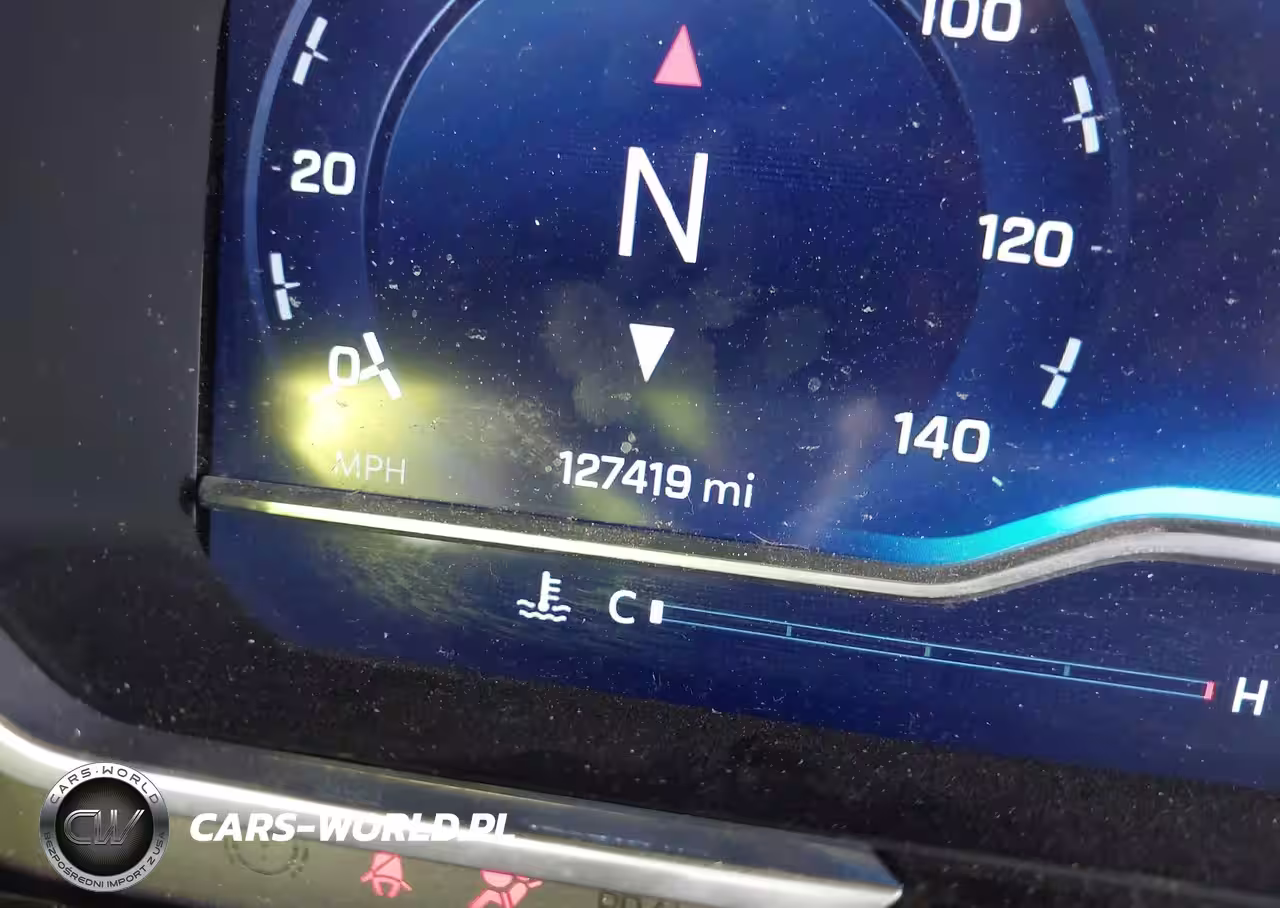 100
20
N
120
0
140
MPH
127419 mi
C
H
CARS-WORLD
CW
BEZPOŚREDNI IMPORT Z USA
CARS-WORLD.PL